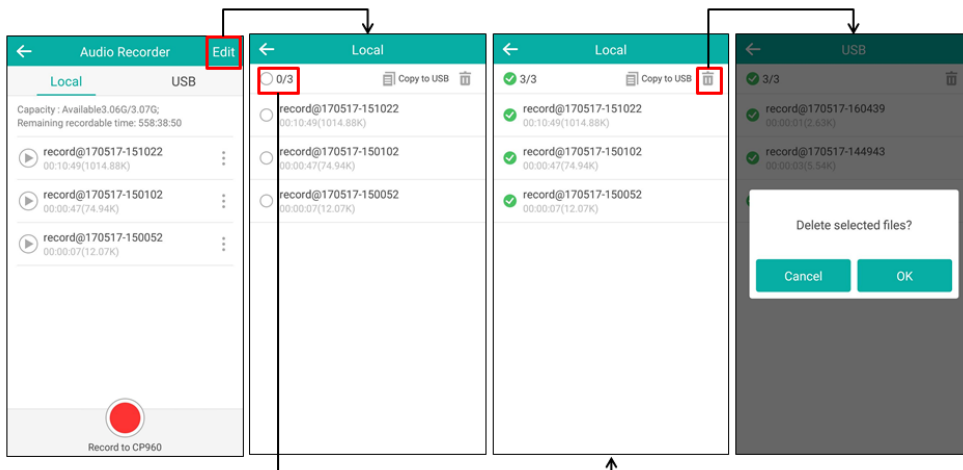 Audio Recorder
Edit
Local
USB
Capacity : Available3.06G/3.07G;
Remaining recordable time: 558:38:50
record@170517-151022
00:10:49(1014.88K)
record@170517-150102
00:00:47(74.94K)
record@170517-150052
00:00:07(12.07K)
Record to CP960
Local
0/3
Copy to USB
record@170517-151022
00:10:49(1014.88K)
record@170517-150102
00:00:47(74.94K)
record@170517-150052
00:00:07(12.07K)
Local
3/3
Copy to USB
record@170517-151022
00:10:49(1014.88K)
record@170517-150102
00:00:47(74.94K)
record@170517-150052
00:00:07(12.07K)
USB
3/3
record@170517-160439
00:00:01(2.63K)
record@170517-144943
00:00:03(5.54K)
Delete selected files?
Cancel
OK